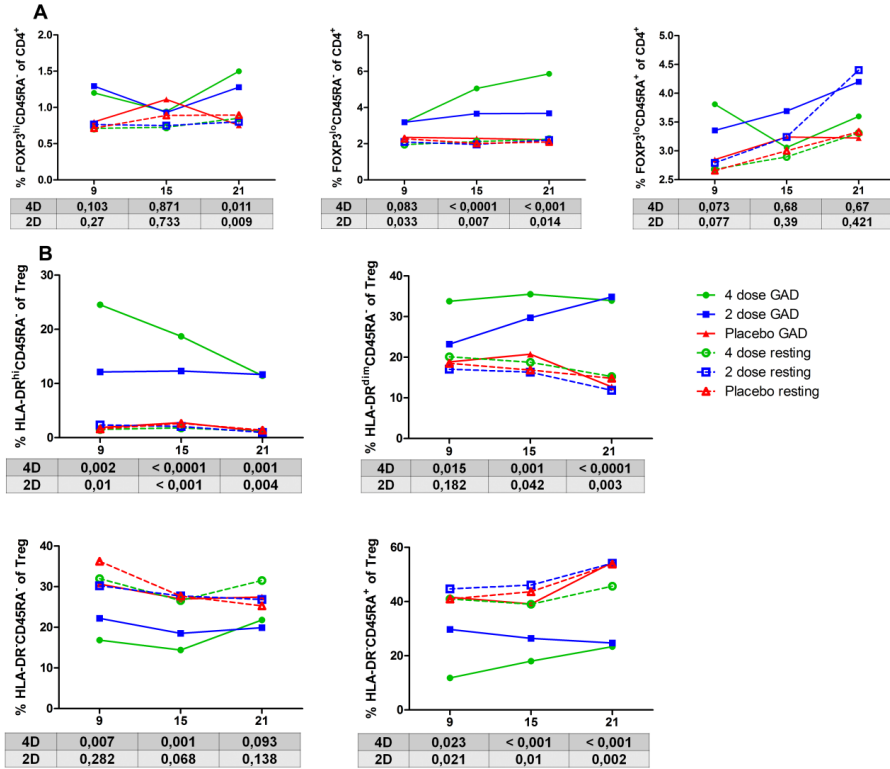 A
% FOXP3hiCD45RA- of CD4+
2.0
1.5
1.0
0.5
0.0
9 15 21
4D 0,103 0,871 0,011
2D 0,27 0,733 0,009
% FOXP3loCD45RA- of CD4+
8
6
4
2
0
9 15 21
4D 0,083 < 0,0001 < 0,001
2D 0,033 0,007 0,014
% FOXP3loCD45RA+ of CD4+
5.0
4.5
4.0
3.5
3.0
2.5
9 15 21
4D 0,073 0,68 0,67
2D 0,077 0,39 0,421
B
% HLA-DRhiCD45RA- of Treg
30
20
10
0
9 15 21
4D 0,002 < 0,0001 0,001
2D 0,01 < 0,001 0,004
% HLA-DRdimCD45RA- of Treg
40
30
20
10
0
9 15 21
4D 0,015 0,001 < 0,0001
2D 0,182 0,042 0,003
4 dose GAD
2 dose GAD
Placebo GAD
4 dose resting
2 dose resting
Placebo resting
% HLA-DR-CD45RA- of Treg
40
30
20
10
0
9 15 21
4D 0,007 0,001 0,093
2D 0,282 0,068 0,138
% HLA-DR-CD45RA+ of Treg
60
40
20
0
9 15 21
4D 0,023 < 0,001 < 0,001
2D 0,021 0,01 0,002